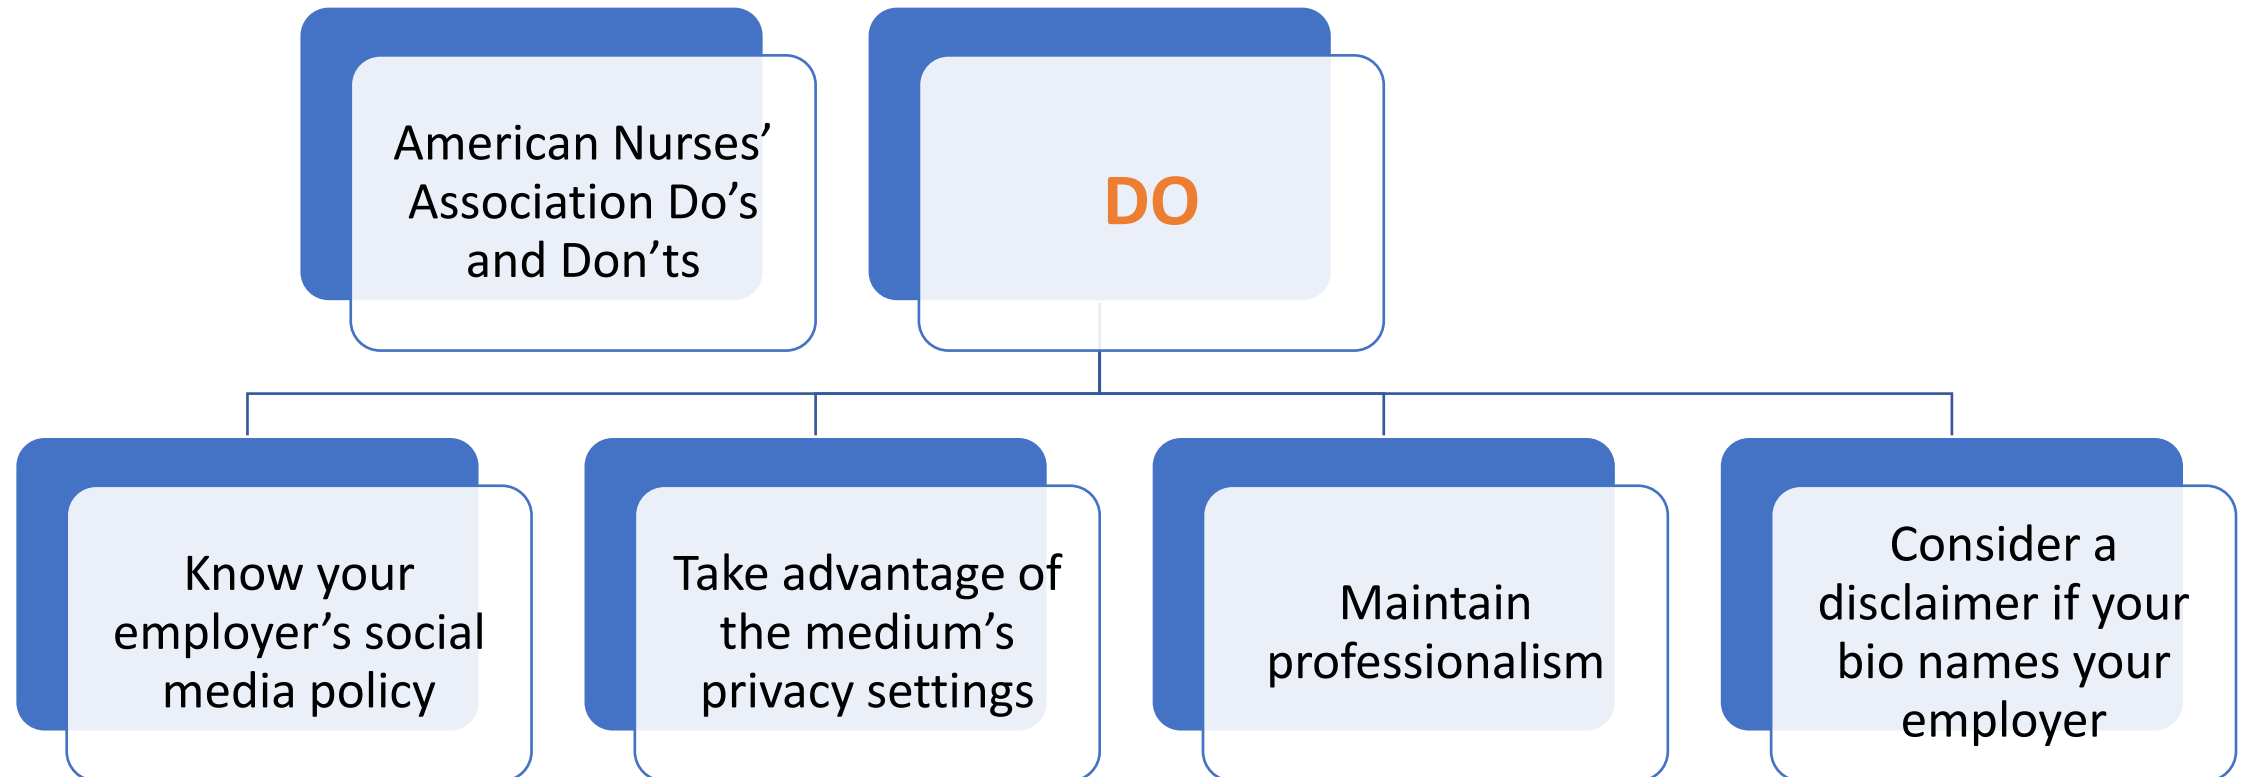 American Nurses’
Association Do’s
and Don’ts
DO
Know your
employer’s social
media policy
Take advantage of
the medium’s
privacy settings
Maintain
professionalism
Consider a
disclaimer if your
bio names your
employer